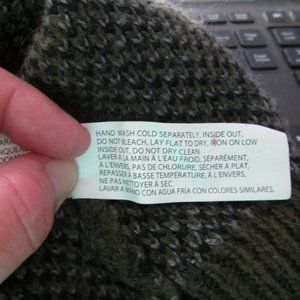 HAND WASH COLD SEPARATELY, INSIDE OUT,
DO NOT BLEACH, LAY FLAT TO DRY, IRON ON LOW
INSIDE OUT, DO NOT DRY CLEAN
LAVER À LA MAIN A L'EAU FROID, SÉPARÉMENT,
À L'ENVERS, PAS DE CHLORURE, SÉCHER À PLAT,
REPASSER À BASSE TEMPÉRATURE, À L'ENVERS,
NE PAS NETTOYER À SEC
LAVAR A MANO CON AGUA FRÍA CON COLORES SIMILARES,